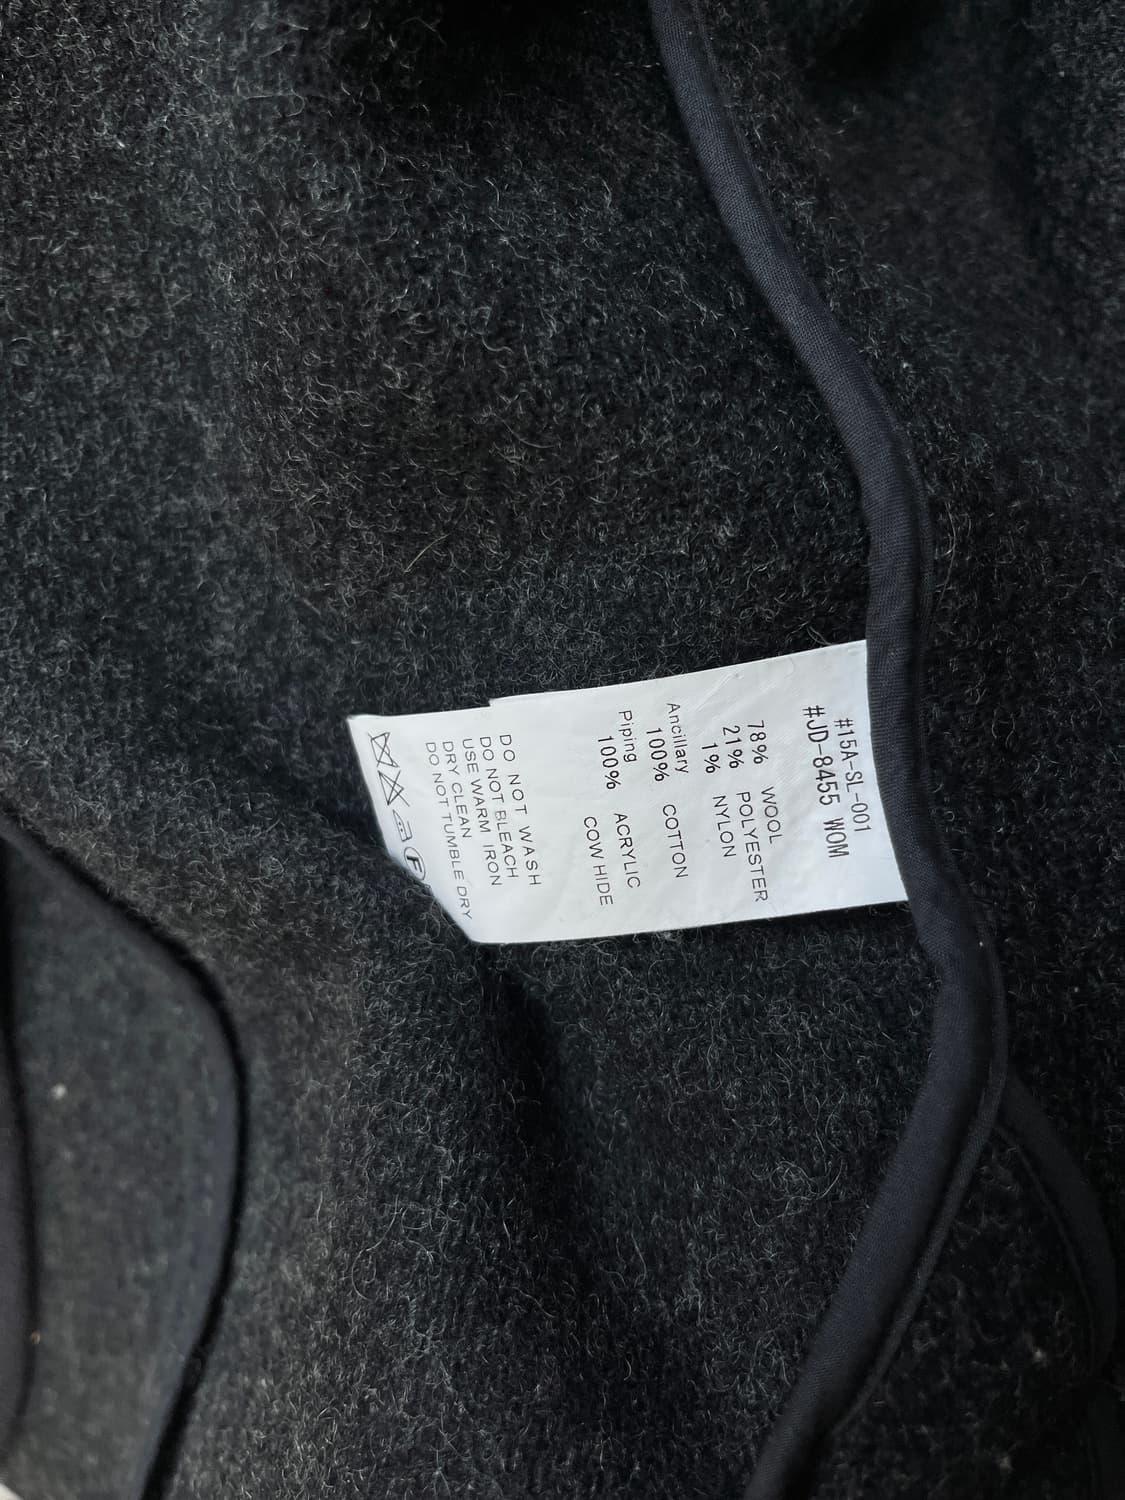 #15A-SL-001
#JD-8455 WOM
78% WOOL
21% POLYESTER
1% NYLON
Ancillary
100% COTTON
Piping
100% ACRYLIC
COW HIDE
DO NOT WASH
DO NOT BLEACH
USE WARM IRON
DRY CLEAN
DO NOT TUMBLE DRY